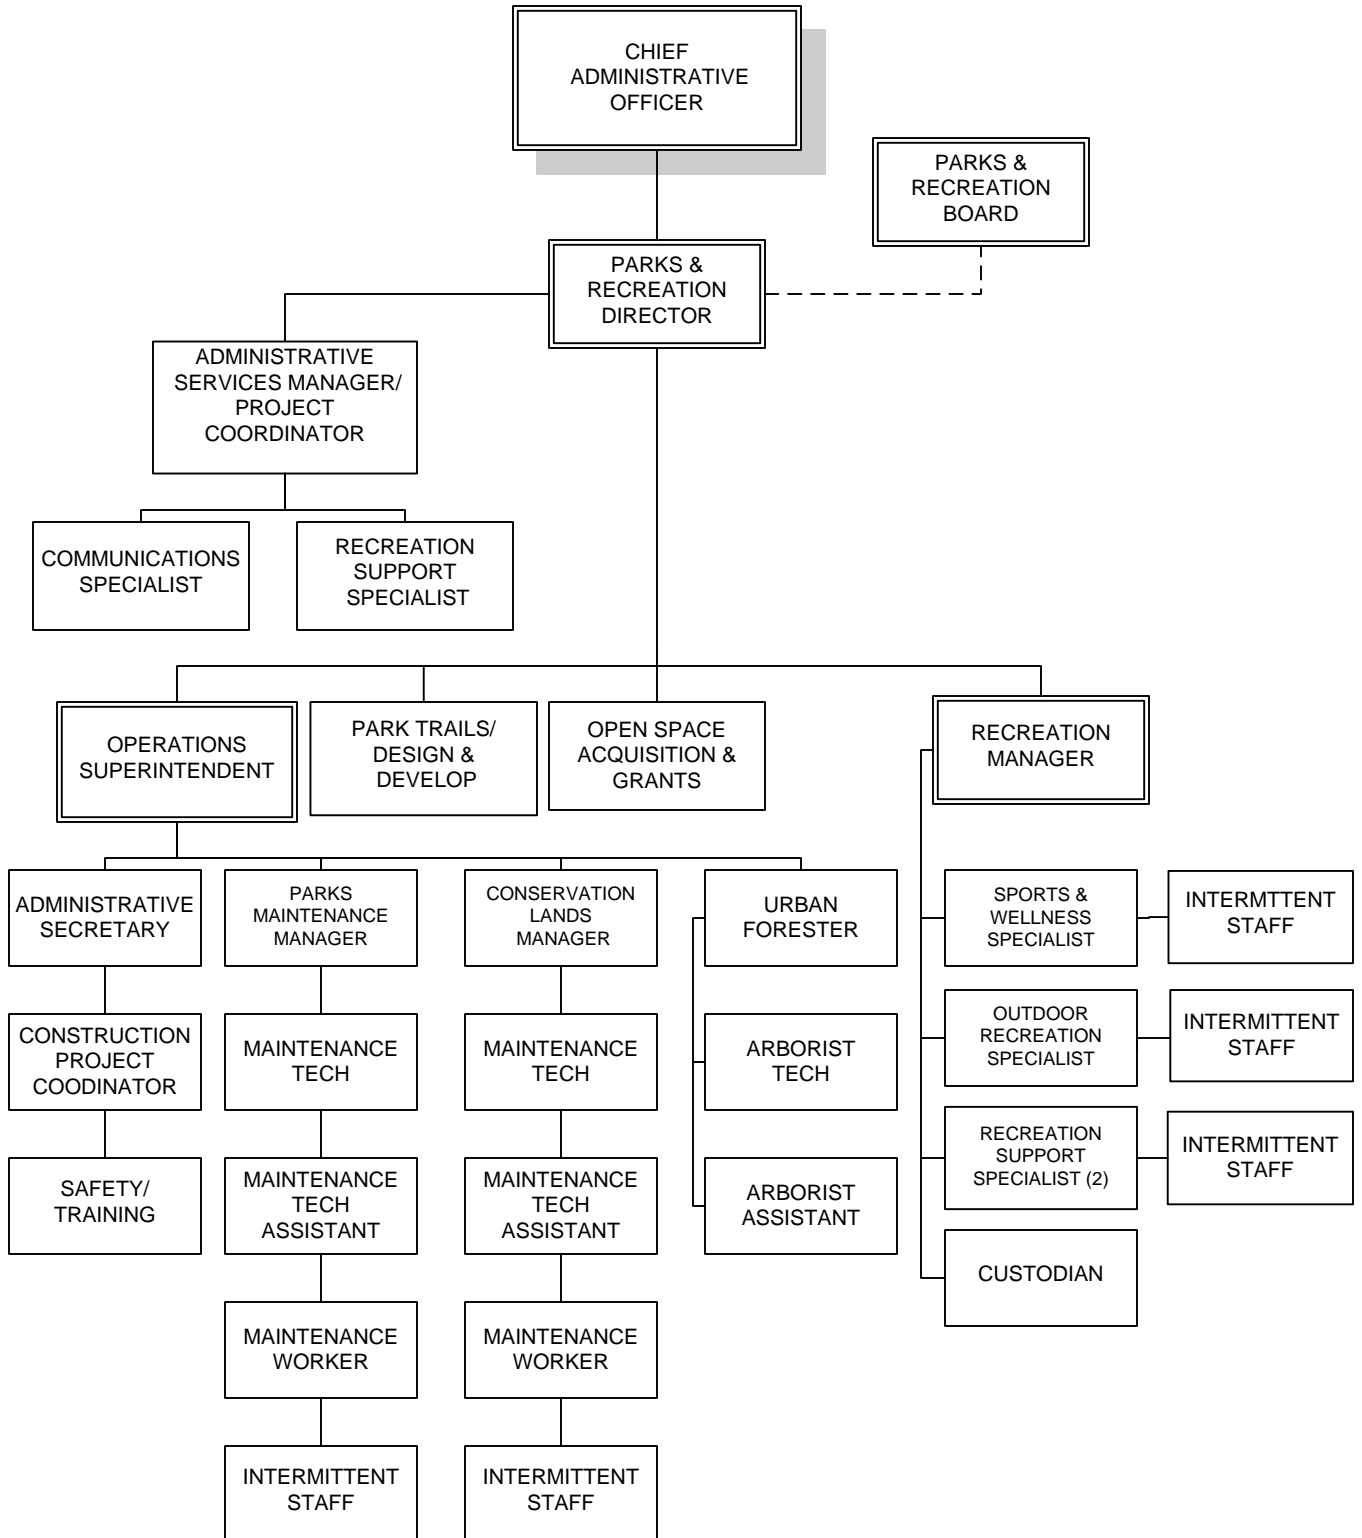 CHIEF
ADMINISTRATIVE
OFFICER
PARKS &
RECREATION
BOARD
PARKS &
RECREATION
DIRECTOR
ADMINISTRATIVE
SERVICES MANAGER/
PROJECT
COORDINATOR
COMMUNICATIONS
SPECIALIST
RECREATION
SUPPORT
SPECIALIST
OPERATIONS
SUPERINTENDENT
PARK TRAILS/
DESIGN &
DEVELOP
OPEN SPACE
ACQUISITION &
GRANTS
RECREATION
MANAGER
ADMINISTRATIVE
SECRETARY
PARKS
MAINTENANCE
MANAGER
CONSERVATION
LANDS
MANAGER
URBAN
FORESTER
SPORTS &
WELLNESS
SPECIALIST
INTERMTTENT
STAFF
CONSTRUCTION
PROJECT
COODINATOR
MAINTENANCE
TECH
MAINTENANCE
TECH
ARBORIST
TECH
OUTDOOR
RECREATION
SPECIALIST
INTERMITTENT
STAFF
SAFETY/
TRAINING
MAINTENANCE
TECH
ASSISTANT
MAINTENANCE
TECH
ASSISTANT
ARBORIST
ASSISTANT
RECREATION
SUPPORT
SPECIALIST (2)
INTERMITTENT
STAFF
CUSTODIAN
MAINTENANCE
WORKER
MAINTENANCE
WORKER
INTERMITTENT
STAFF
INTERMITTENT
STAFF